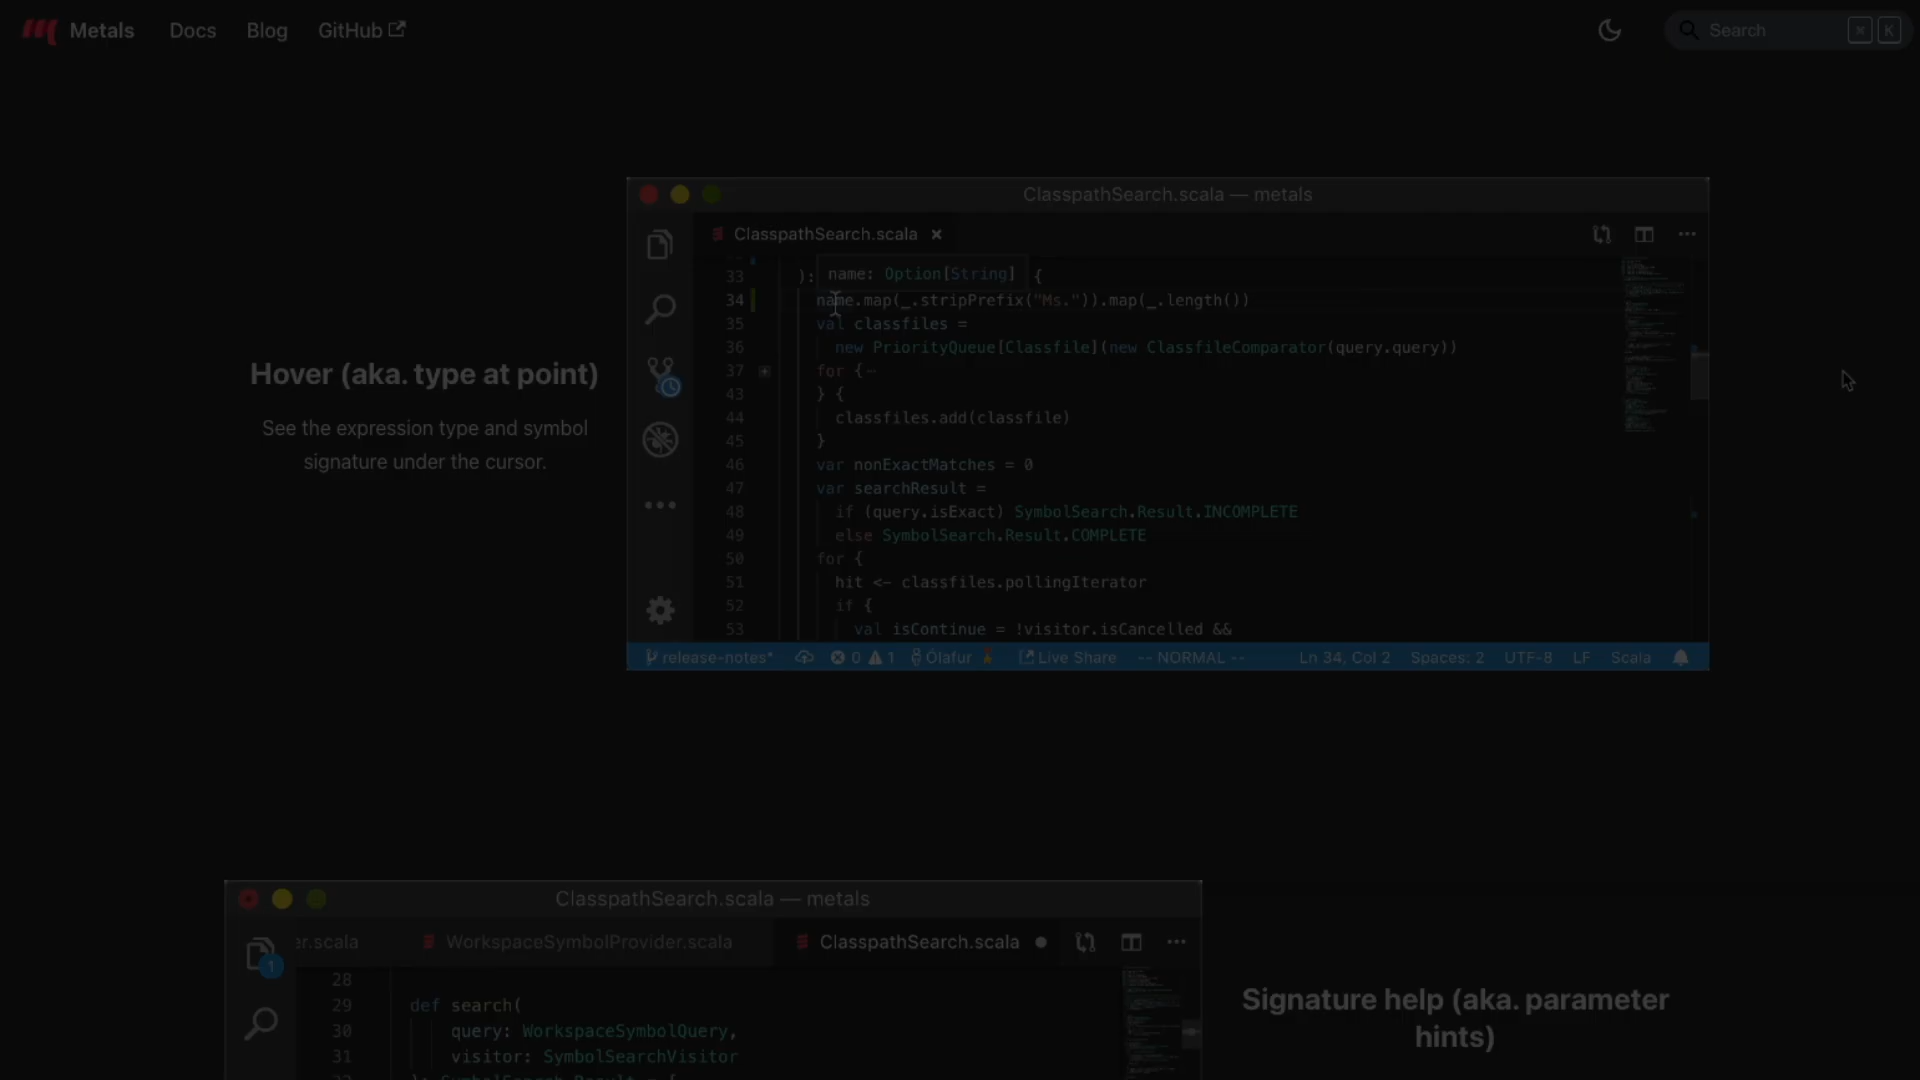 Metals Docs Blog GitHub Search K
ClasspathSearch.scala — metals
ClasspathSearch.scala
name: Option[String]
33 ): {
34 name.map(_.stripPrefix("Ms.")).map(_.length())
35 val classfiles =
36 new PriorityQueue[Classfile](new ClassfileComparator(query.query))
37 for {
43 } {
44 classfiles.add(classfile)
45 }
46 var nonExactMatches = 0
47 var searchResult =
48 if (query.isExact) SymbolSearch.Result.INCOMPLETE
49 else SymbolSearch.Result.COMPLETE
50 for {
51 hit <- classfiles.pollingIterator
52 if {
53 val isContinue = !visitor.isCancelled &&
release-notes* 0 1 Ólafur Live Share -- NORMAL -- Ln 34, Col 2 Spaces: 2 UTF-8 LF Scala
Hover (aka. type at point)
See the expression type and symbol
signature under the cursor.
ClasspathSearch.scala — metals
er.scala WorkspaceSymbolProvider.scala ClasspathSearch.scala
1
28
29 def search(
30 query: WorkspaceSymbolQuery,
31 visitor: SymbolSearchVisitor
Signature help (aka. parameter
hints)